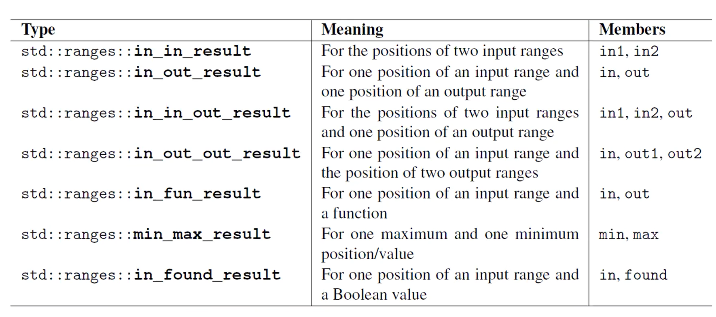 Type Meaning Members
std::ranges::in_in_result For the positions of two input ranges in1, in2
std::ranges::in_out_result For one position of an input range and in, out
one position of an output range
std::ranges::in_in_out_result For the positions of two input ranges in1, in2, out
and one position of an output range
std::ranges::in_out_out_result For one position of an input range and in, out1, out2
the position of two output ranges
std::ranges::in_fun_result For one position of an input range and in, out
a function
std::ranges::min_max_result For one maximum and one minimum min, max
position/value
std::ranges::in_found_result For one position of an input range and in, found
a Boolean value